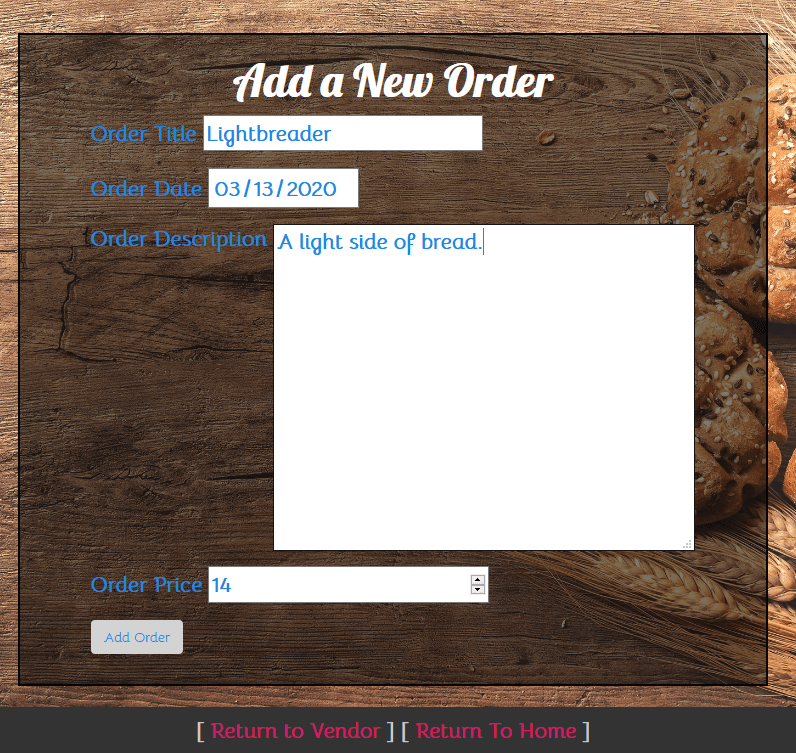 Add a New Order
Order Title Lightbreader
Order Date 03/13/2020
Order Description A light side of bread.
Order Price 14
Add Order
[ Return to Vendor ] [ Return To Home ]